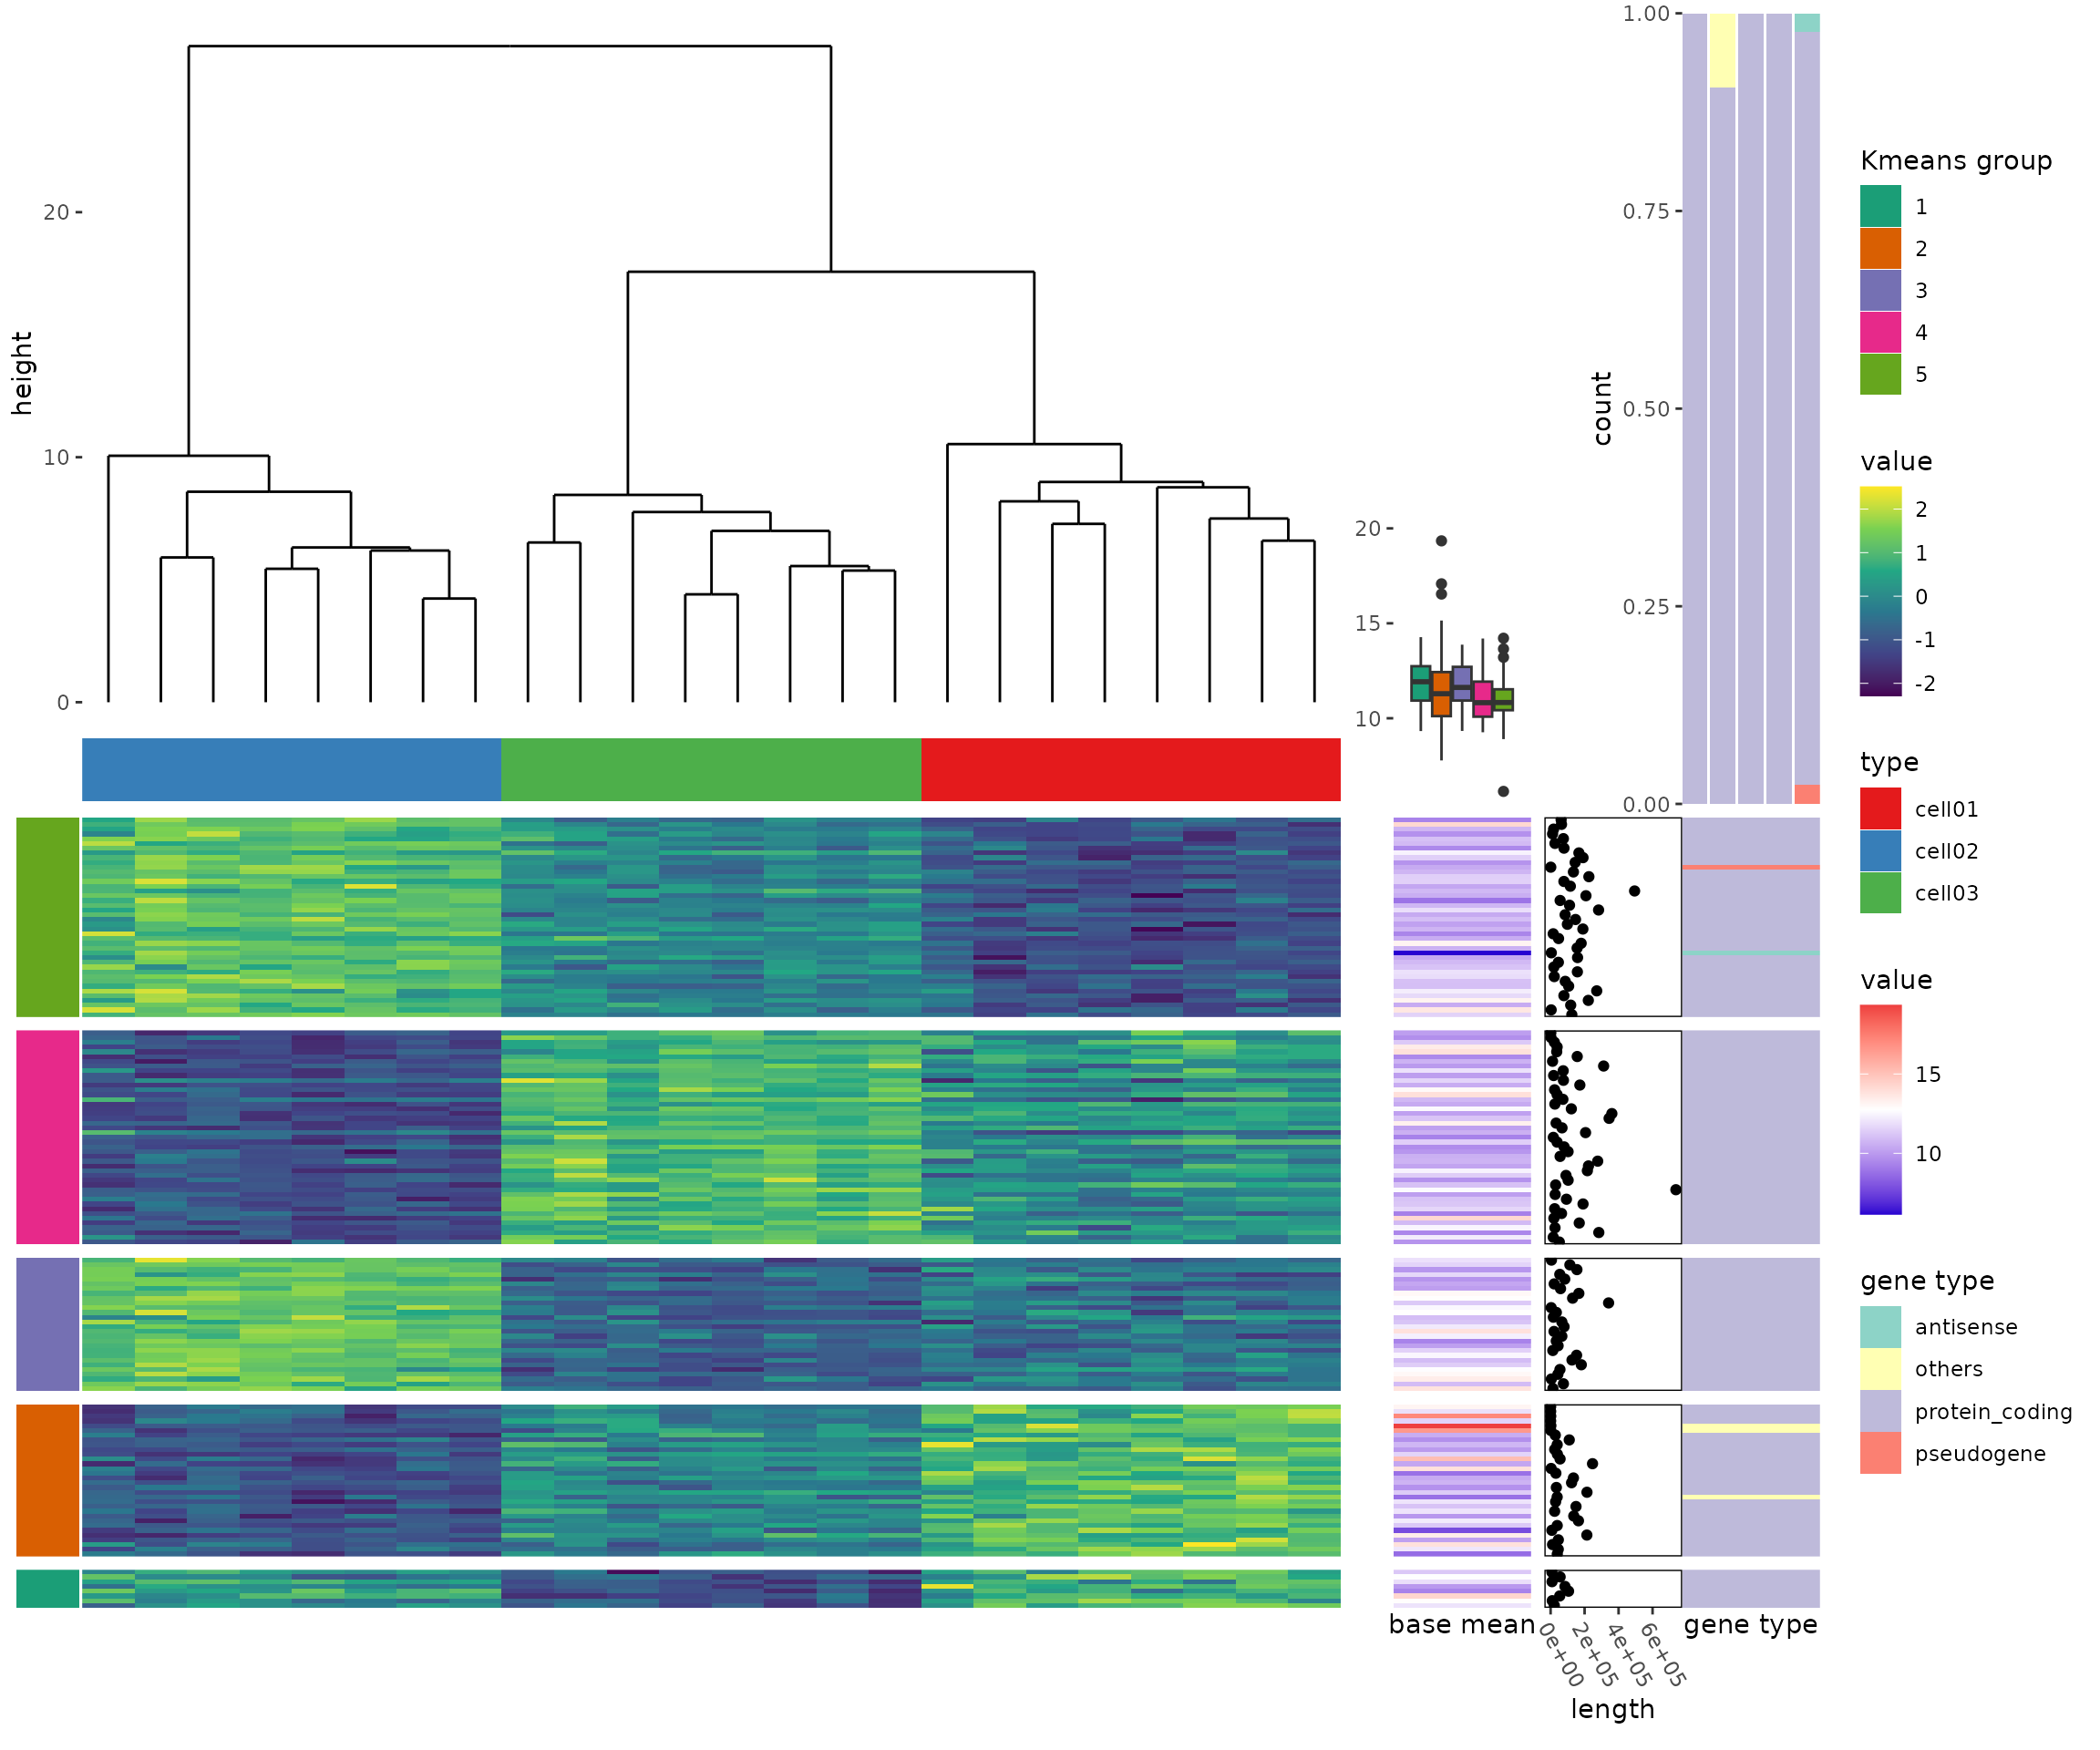 height
20
10
0
20
15
10
count
1.00
0.75
0.50
0.25
0.00
Kmeans group
1
2
3
4
5
value
2
1
0
-1
-2
type
cell01
cell02
cell03
value
15
10
gene type
antisense
others
protein_coding
pseudogene
base mean
0e+00
2e+05
4e+05
6e+05
length
gene type